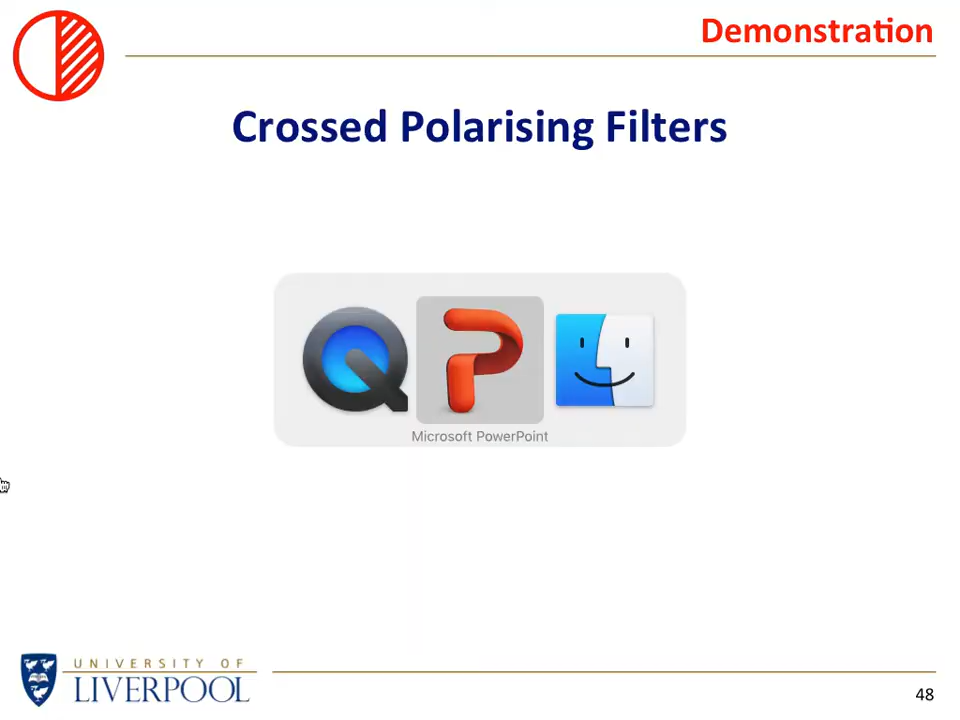 Demonstration
Crossed Polarising Filters
Microsoft PowerPoint
UNIVERSITY OF
LIVERPOOL
48